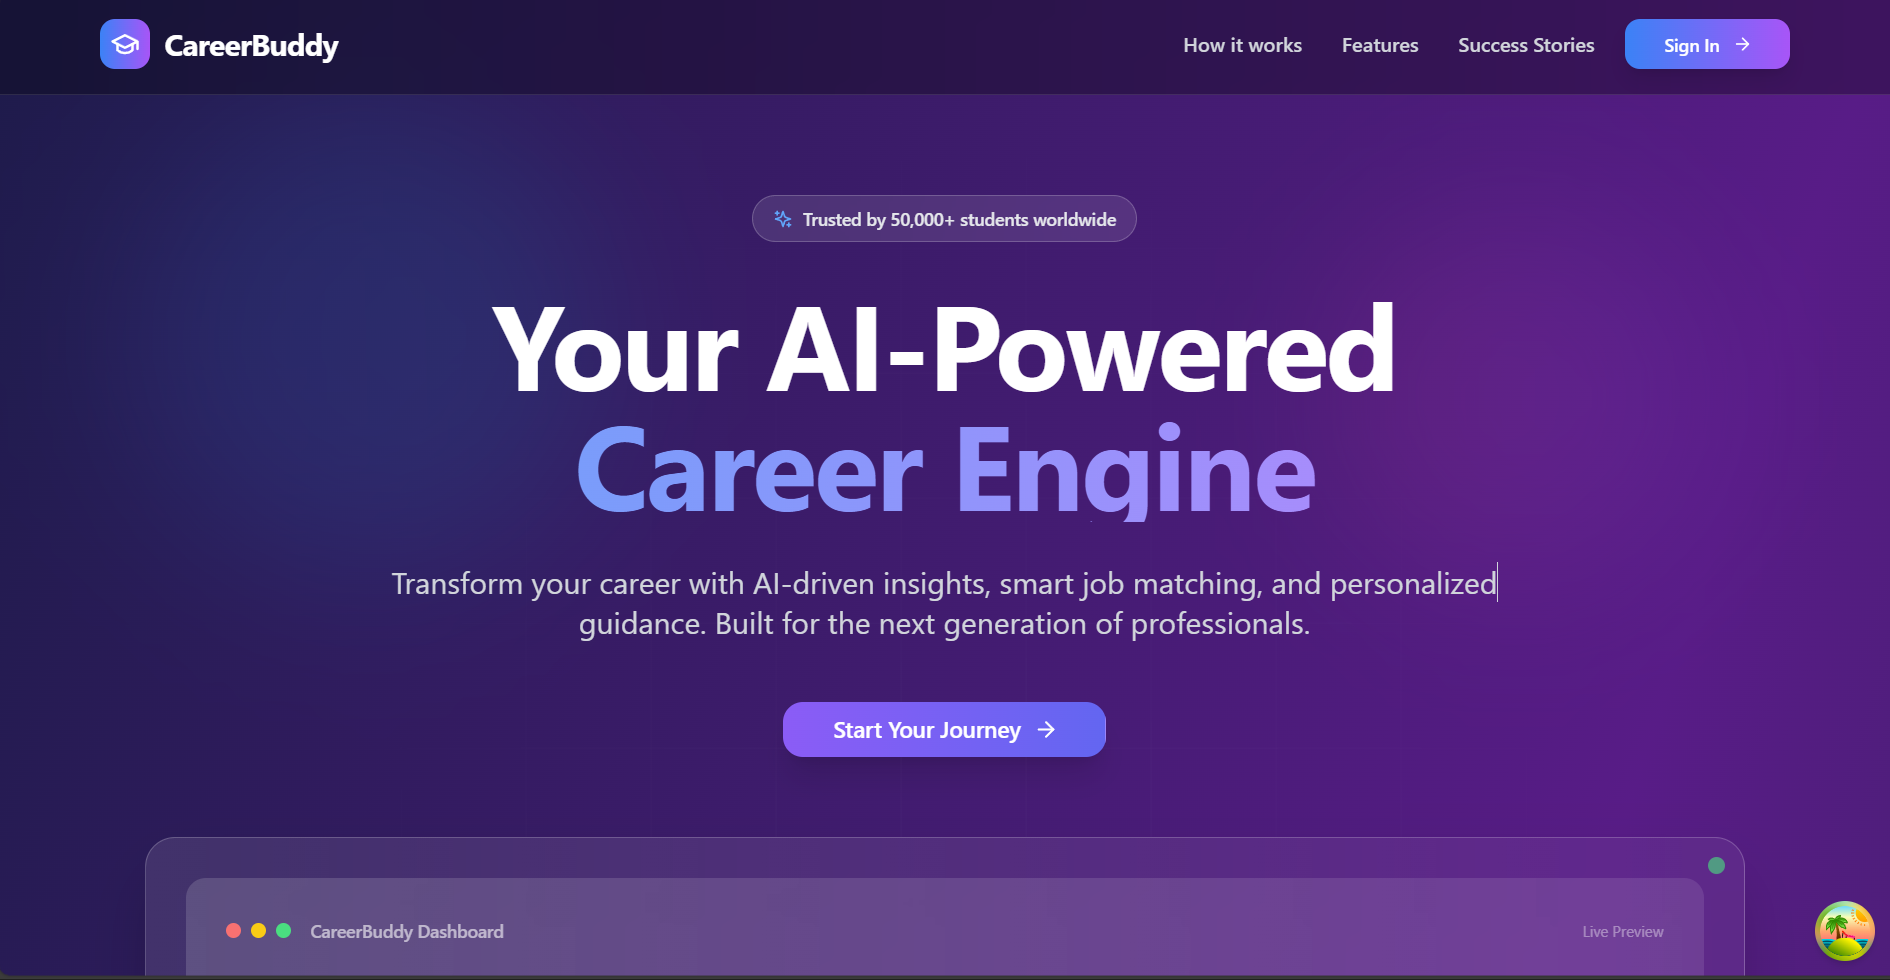 CareerBuddy
How it works
Features
Success Stories
Sign In
Trusted by 50,000+ students worldwide
Your AI-Powered
Career Engine
Transform your career with AI-driven insights, smart job matching, and personalized
guidance. Built for the next generation of professionals.
Start Your Journey
CareerBuddy Dashboard
Live Preview